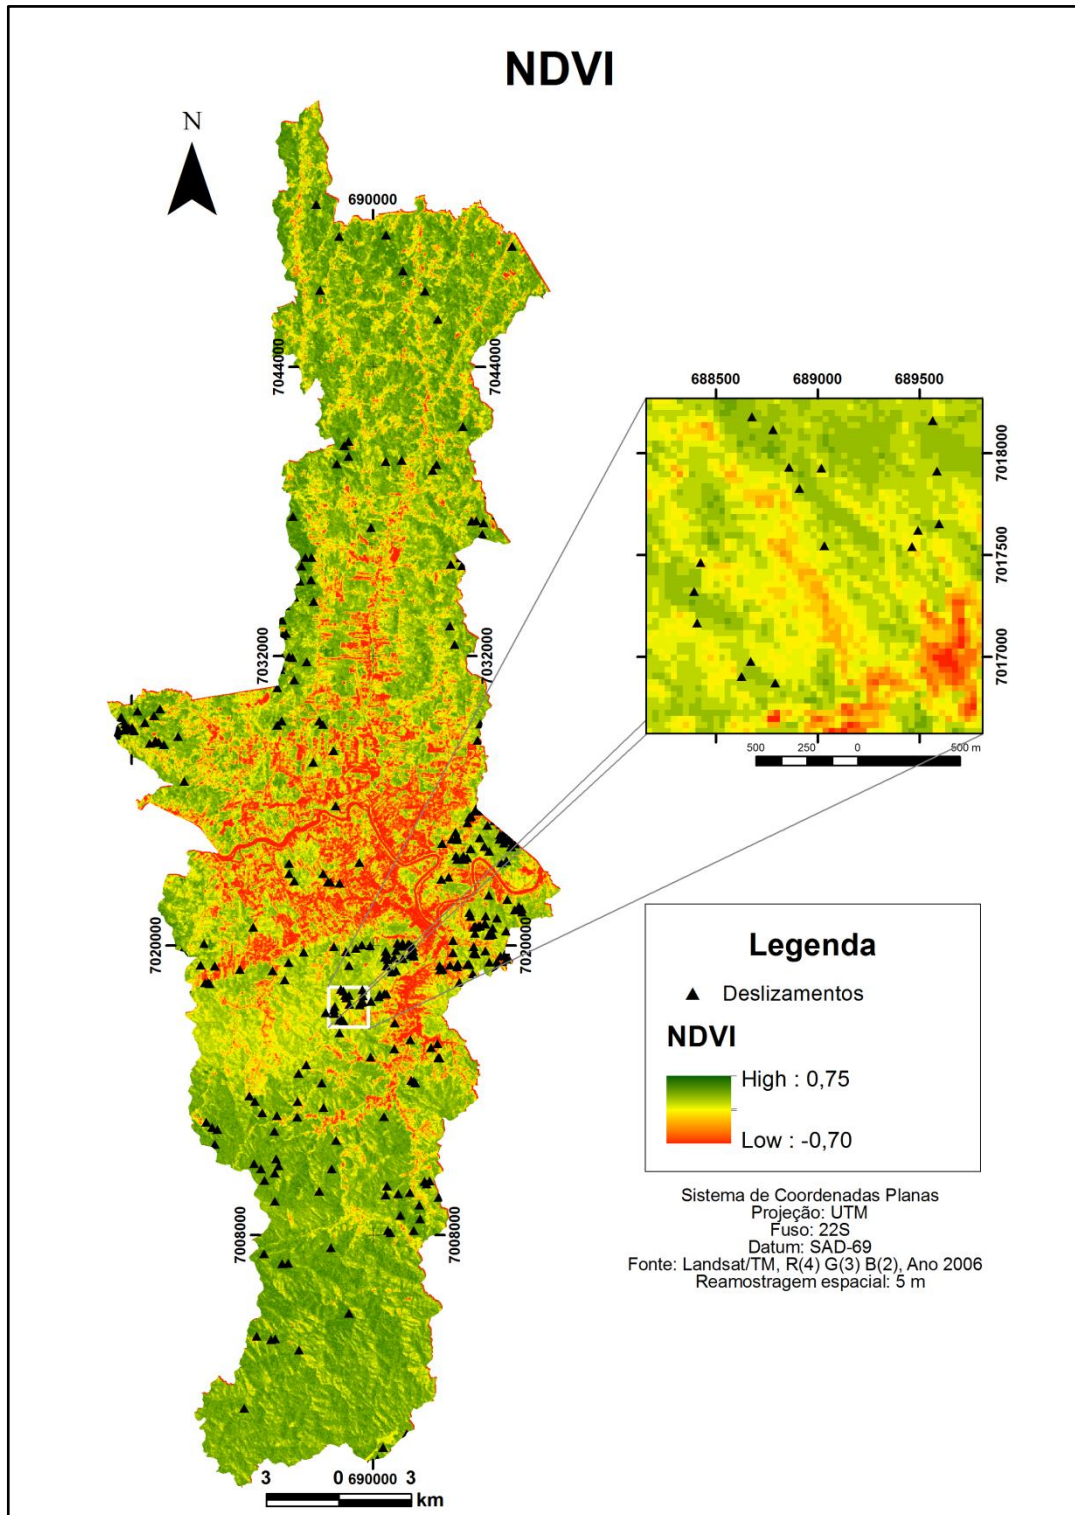 NDVI
N
690000
7044000
7044000
688500 689000 689500
7018000
7017500
7017000
500 250 0 500 m
7032000
7032000
7020000
7020000
Legenda
Deslizamentos
NDVI
High : 0,75
Low : -0,70
Sistema de Coordenadas Planas
Projeção: UTM
Fuso: 22S
Datum: SAD-69
Fonte: Landsat/TM, R(4) G(3) B(2), Ano 2006
Reamostragem espacial: 5 m
7008000
7008000
3 0 690000 3
km